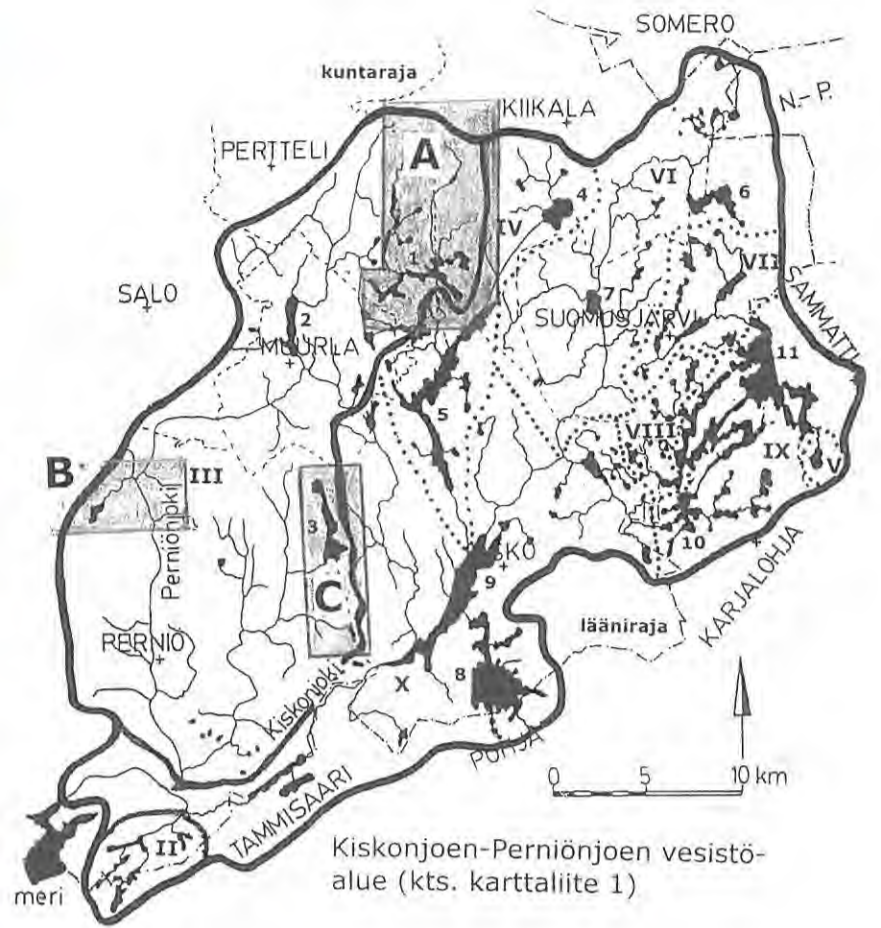 SOMERO
kuntaraja
KIIKALA
N.-P.
PERTTELI
A
VI
4
6
IV
1
VII
SALO
7
SUOMUSJÄRVI
SAMMATTI
2
MUURLA
11
5
VIII
IX
V
B
III
3
10
Perniönjoki
C
SKO
9
KARJALOHJA
lääniraja
PERNIÖ
X
8
Kiskonjoki
POHJA
0 5 10 km
TAMMISAARI
II
meri
Kiskonjoen-Perniönjoen vesistö-
alue (kts. karttaliite 1)